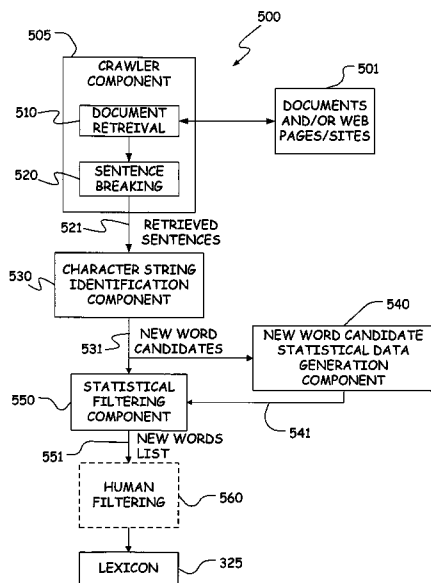 500
505
CRAWLER
COMPONENT
501
510
DOCUMENT
RETREIVAL
DOCUMENTS
AND/OR WEB
PAGES/SITES
520
SENTENCE
BREAKING
521
RETRIEVED
SENTENCES
530
CHARACTER STRING
IDENTIFICATION
COMPONENT
540
531
NEW WORD
CANDIDATES
NEW WORD CANDIDATE
STATISTICAL DATA
GENERATION
COMPONENT
550
STATISTICAL
FILTERING
COMPONENT
541
551
NEW WORDS
LIST
HUMAN
FILTERING
560
LEXICON
325